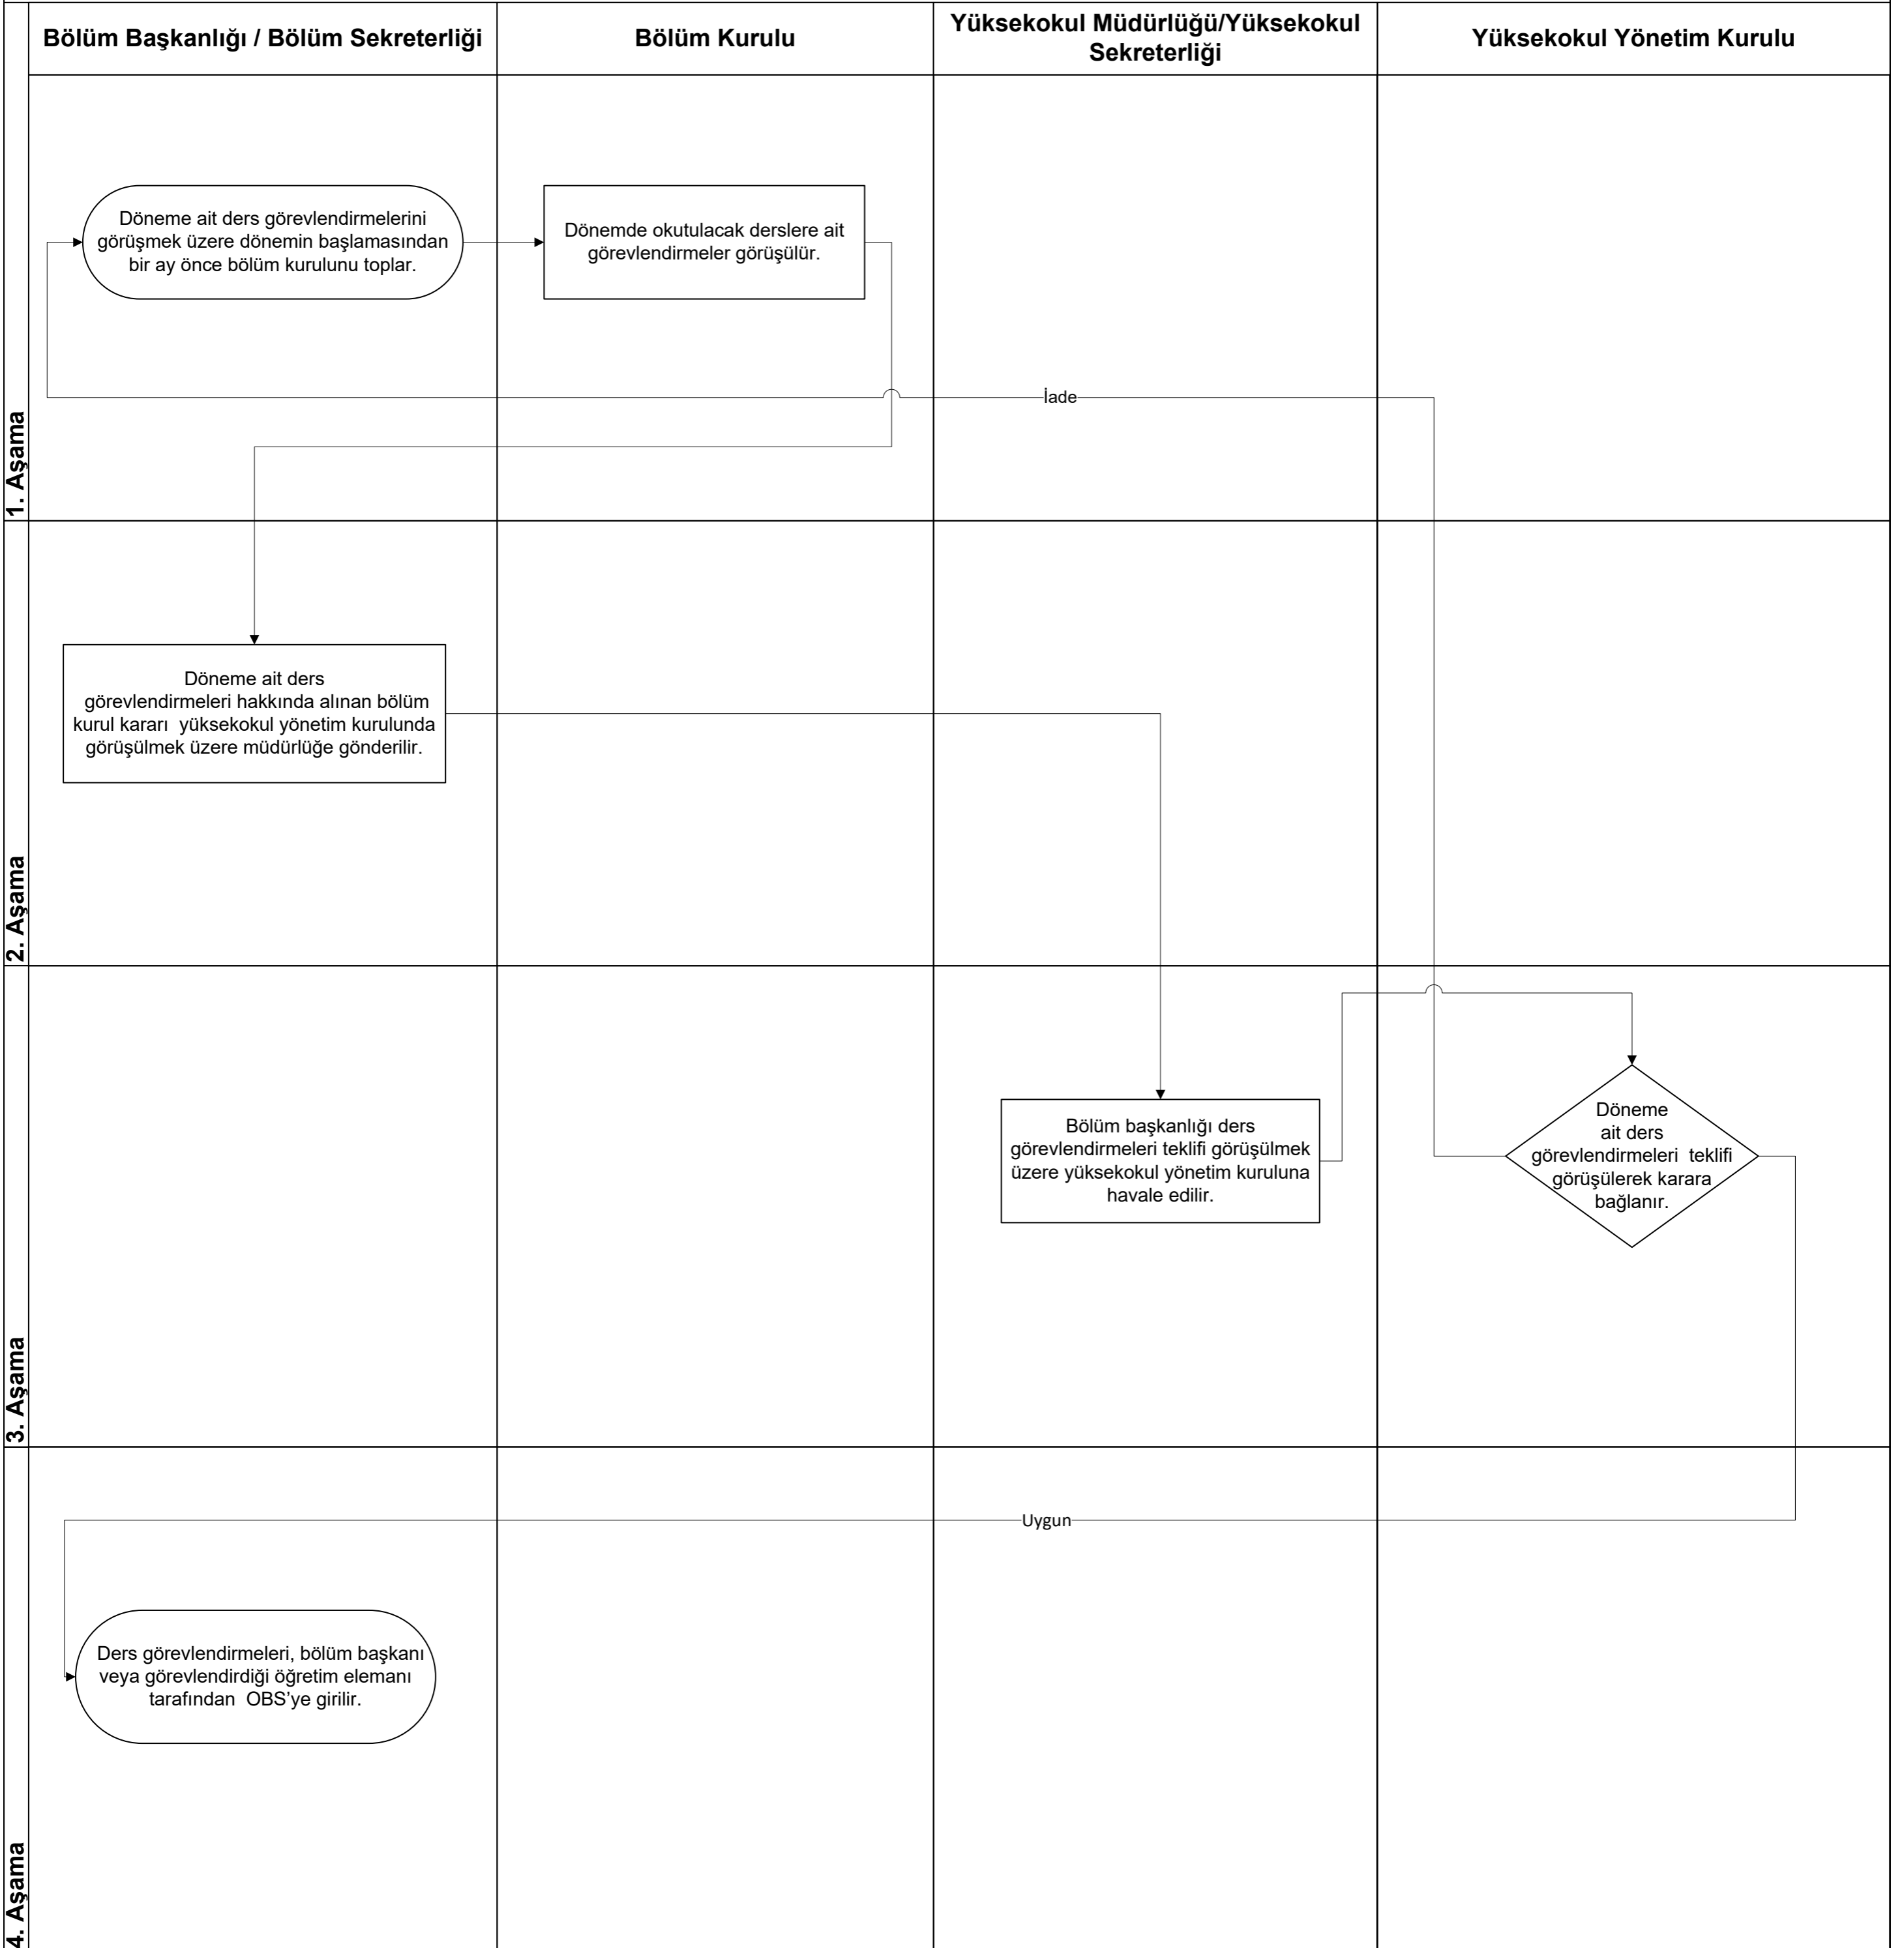 Bölüm Başkanlığı / Bölüm Sekreterliği
Bölüm Kurulu
Yüksekokul Müdürlüğü/Yüksekokul
Sekreterliği
Yüksekokul Yönetim Kurulu
1. Aşama
Döneme ait ders görevlendirmelerini
görüşmek üzere dönemin başlamasından
bir ay önce bölüm kurulunu toplar.
Dönemde okutulacak derslere ait
görevlendirmeler görüşülür.
İade
2. Aşama
Döneme ait ders
görevlendirmeleri hakkında alınan bölüm
kurul kararı yüksekokul yönetim kurulunda
görüşülmek üzere müdürlüğe gönderilir.
3. Aşama
Bölüm başkanlığı ders
görevlendirmeleri teklifi görüşülmek
üzere yüksekokul yönetim kuruluna
havale edilir.
Döneme
ait ders
görevlendirmeleri teklifi
görüşülerek karara
bağlanır.
4. Aşama
Uygun
Ders görevlendirmeleri, bölüm başkanı
veya görevlendirdiği öğretim elemanı
tarafından OBS’ye girilir.